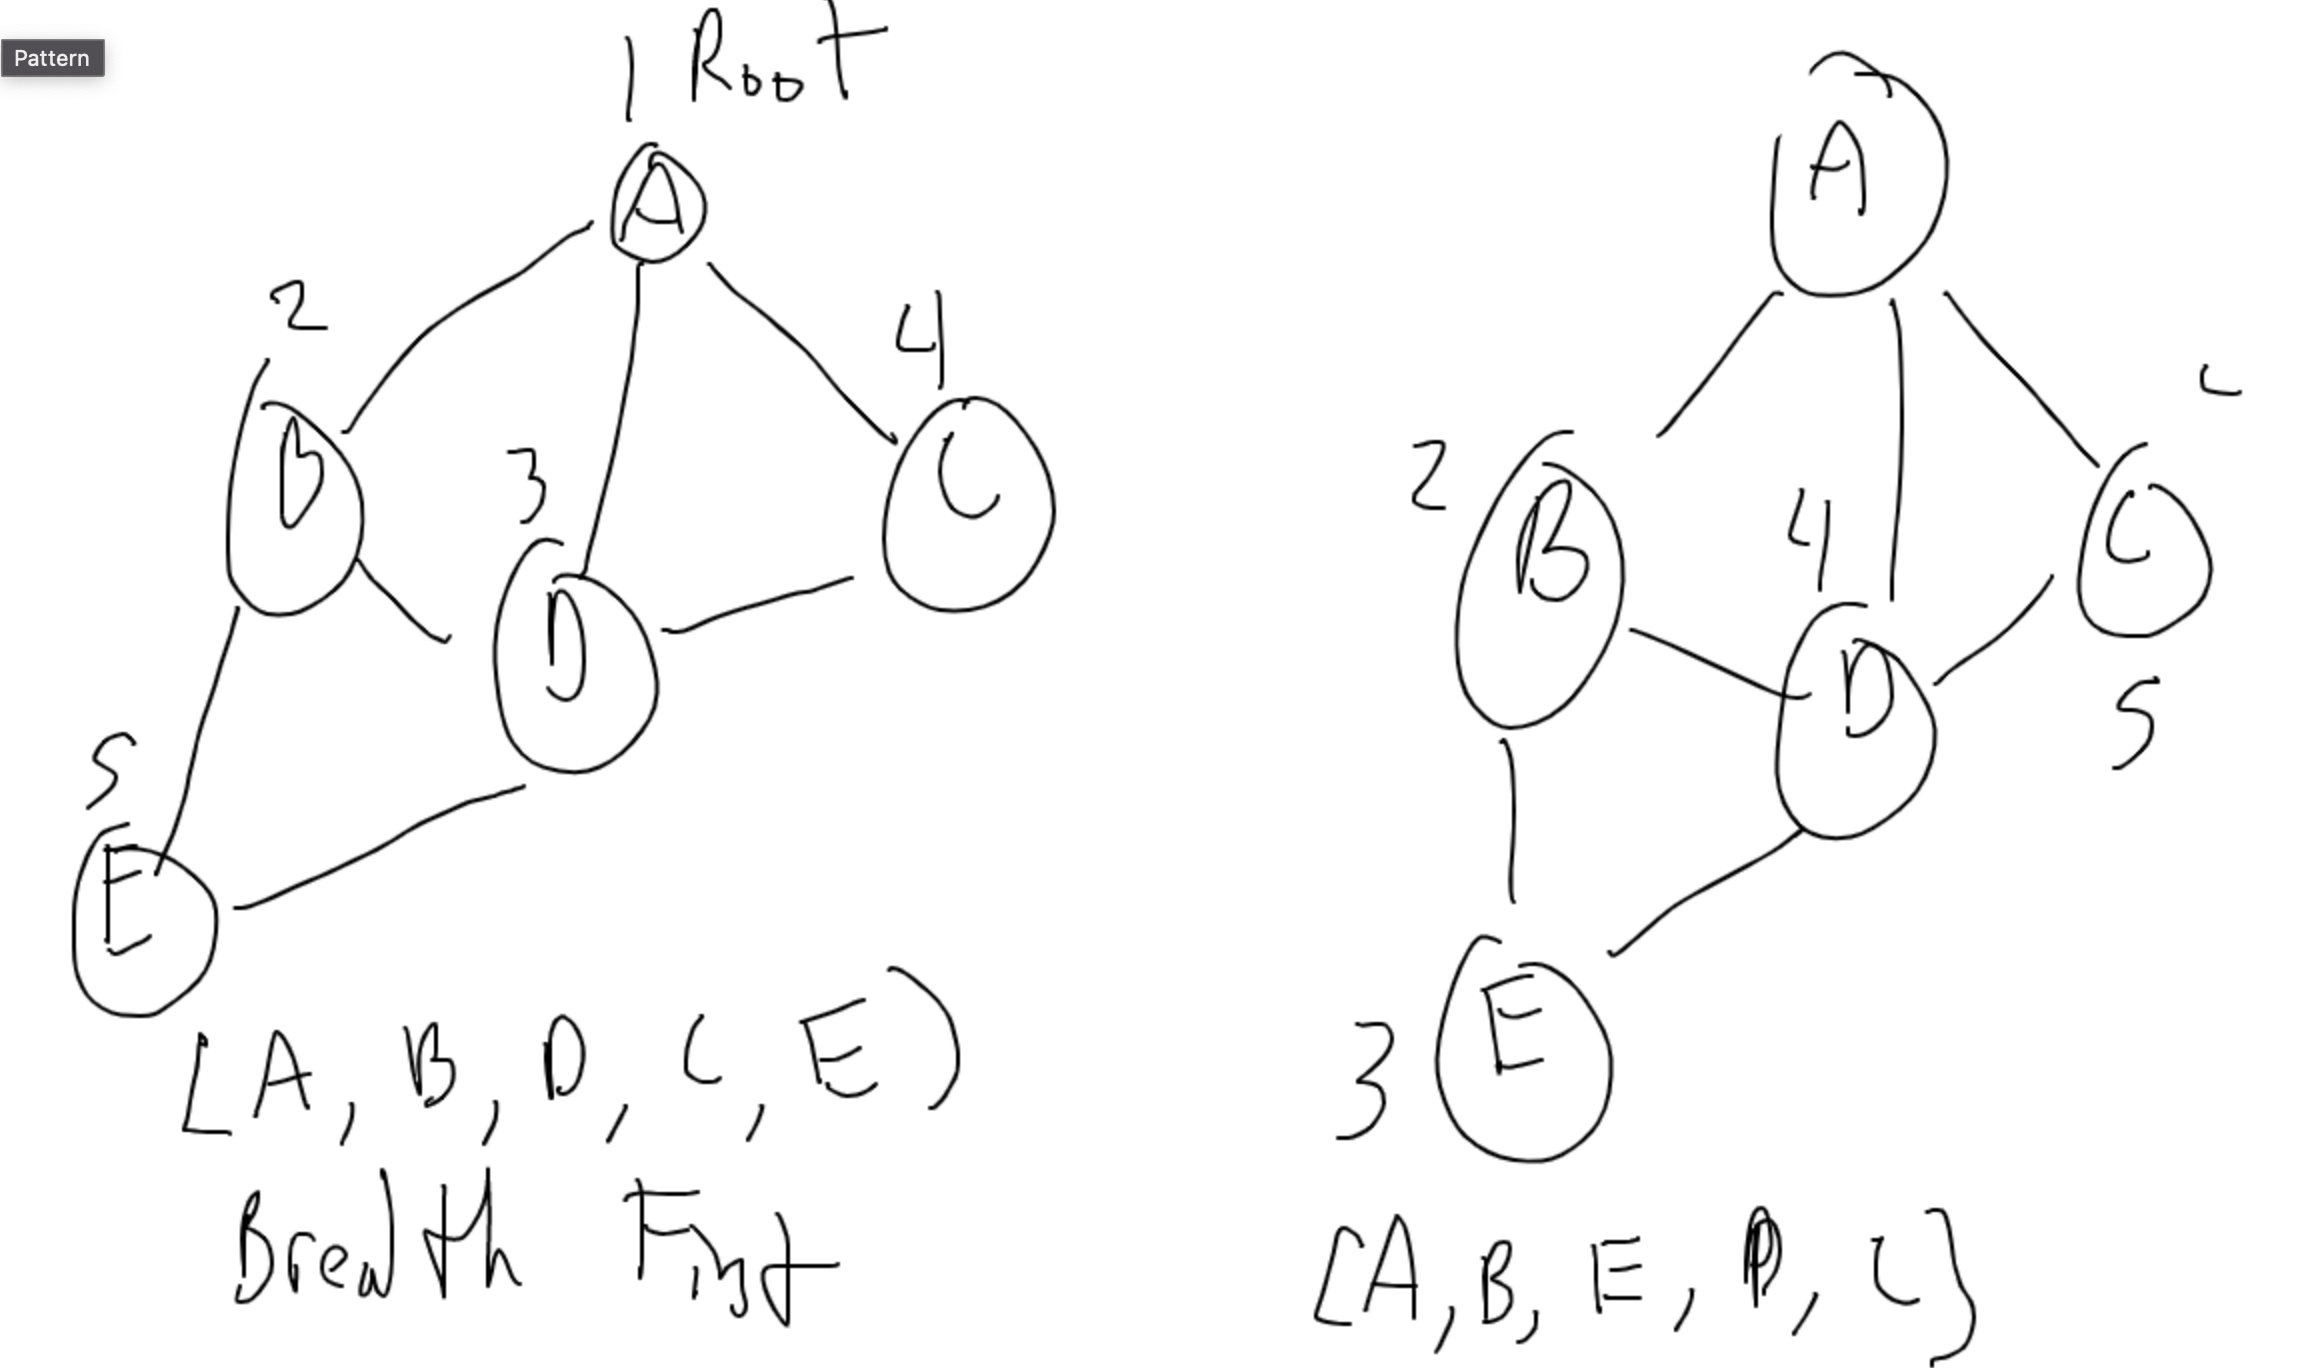 Pattern
1 Root
A
2
B
3
D
4
C
5
E
[A, B, D, C, E)
Breadth First
A
2
B
4
D
C
5
3
E
[A, B, E, D, C]